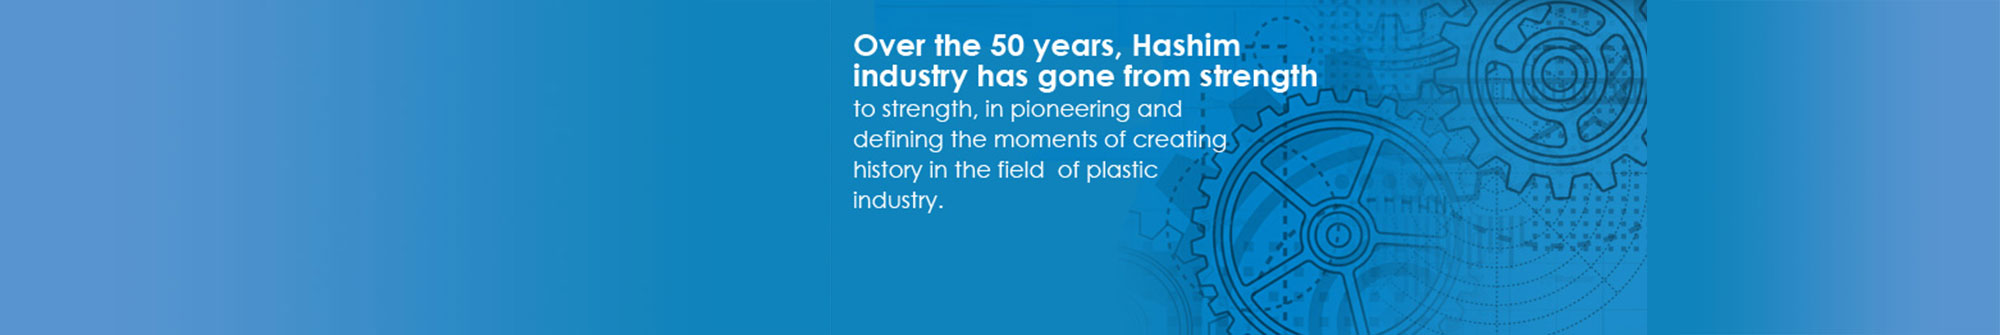 Over the 50 years, Hashim
industry has gone from strength
to strength, in pioneering and
defining the moments of creating
history in the field  of plastic
industry.